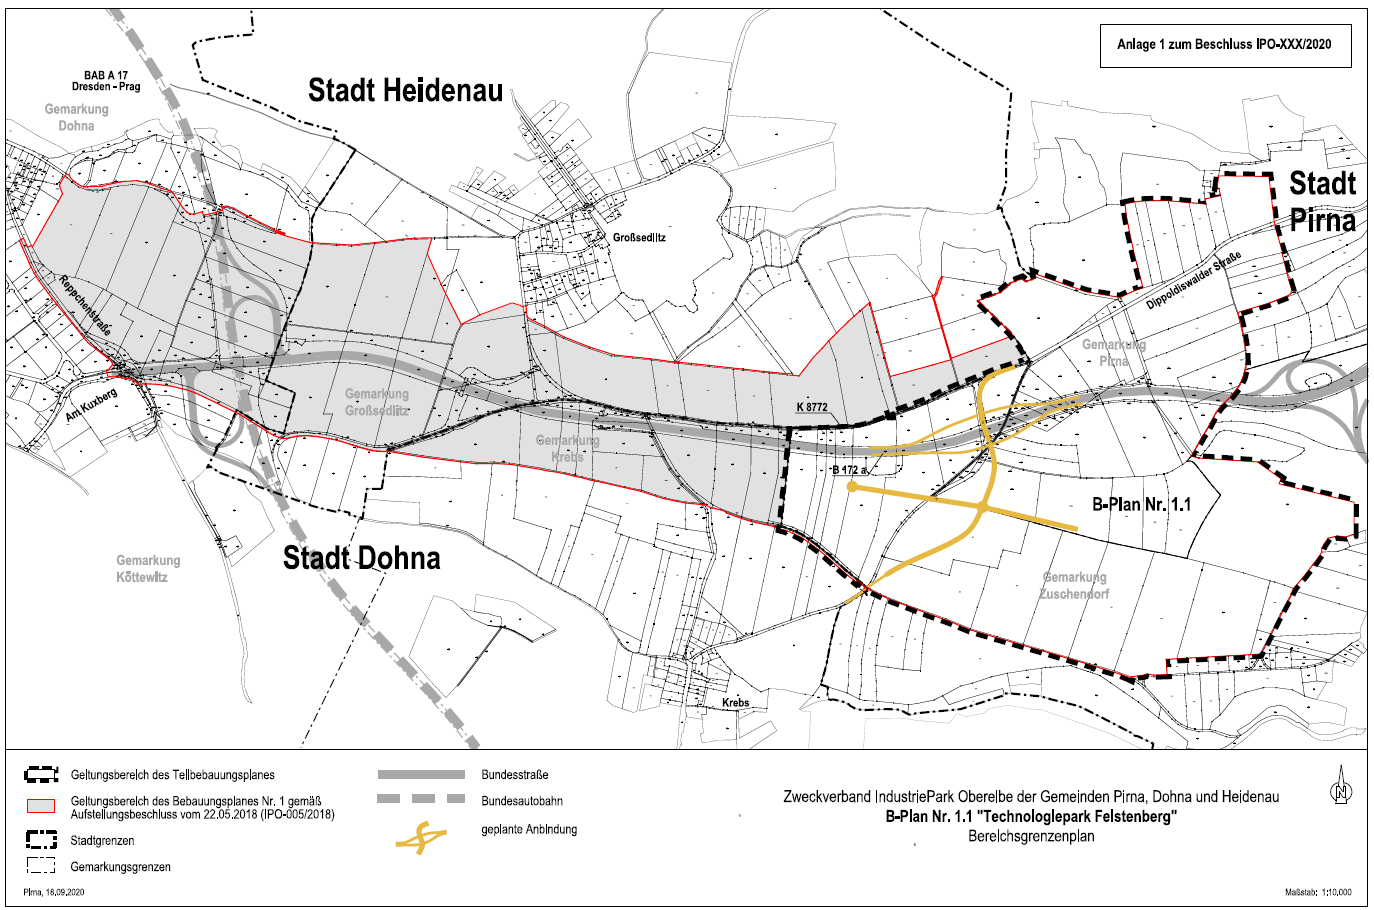 Anlage 1 zum Beschluss IPO-XXX/2020
BAB A 17
Dresden - Prag
Gemarkung
Dohna
Stadt Heidenau
Stadt
Pirna
Großsedlitz
Reppchenstraße
Am Kuxberg
Dippoldiswalder Straße
Gemarkung
Pirna
Gemarkung
Großsedlitz
K 8772
Gemarkung
Krebs
B 172 a
B-Plan Nr. 1.1
Stadt Dohna
Gemarkung
Köttewitz
Gemarkung
Zuschendorf
Krebs
Geltungsbereich des Teilbebauungsplanes
Geltungsbereich des Bebauungsplanes Nr. 1 gemäß
Aufstellungsbeschluss vom 22.05.2018 (IPO-005/2018)
Stadtgrenzen
Gemarkungsgrenzen
Bundesstraße
Bundesautobahn
geplante Anbindung
Zweckverband IndustriePark Oberelbe der Gemeinden Pirna, Dohna und Heidenau
B-Plan Nr. 1.1 "Technologiepark Feistenberg"
Bereichsgrenzenplan
N
Pirna, 18.09.2020
Maßstab: 1:10.000